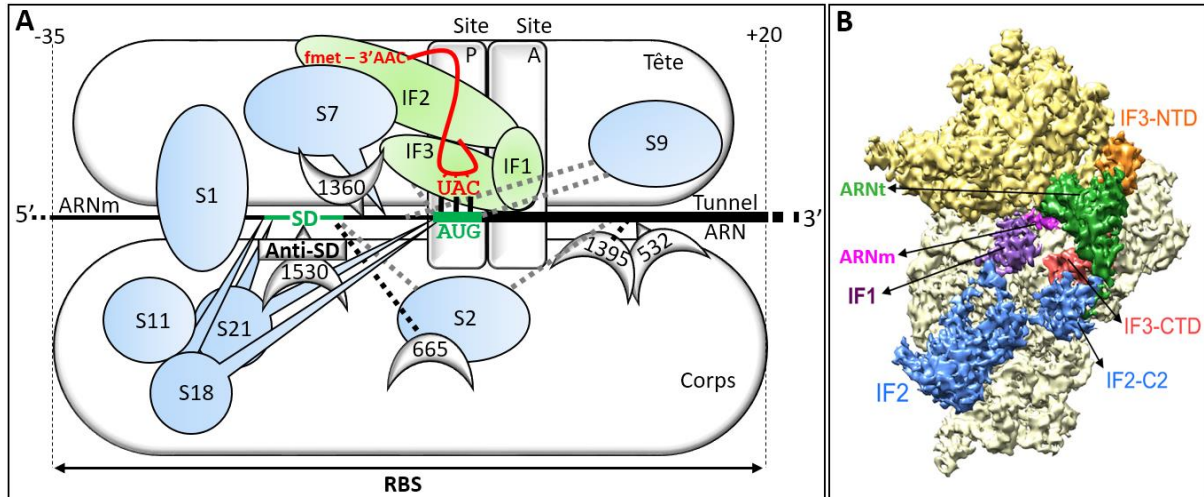 A
-35
Site
P
Site
A
+20
fmet – 3'AAC
Tête
IF2
S7
IF3
IF1
S9
S1
1360
UAC
5'
ARNm
SD
AUG
Tunnel
ARN
3'
Anti-SD
1530
1395
532
S11
S21
S2
S18
665
Corps
RBS
B
IF3-NTD
ARNt
ARNm
IF1
IF3-CTD
IF2
IF2-C2